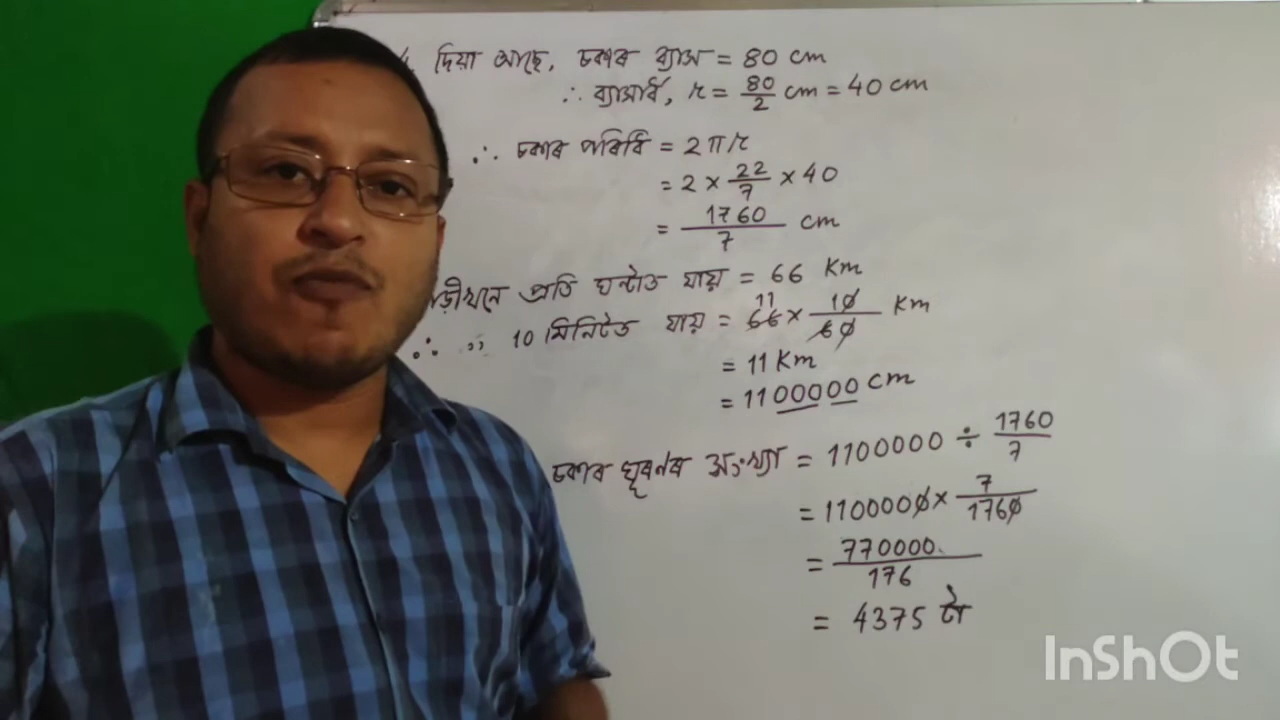 4. দিয়া আছে, চকাৰ ব্যাস = 80 cm
∴ ব্যাসাৰ্ধ, r = 80/2 cm = 40 cm
∴ চকাৰ পৰিধি = 2πr
= 2 × 22/7 × 40
= 1760/7 cm
প্ৰতি ঘন্টাত যায় = 66 Km
∴ ,, 10 মিনিটত যায় = 66 × 10/60 Km
11
= 11 Km
= 1100000 cm
চকাৰ ঘূৰণৰ সংখ্যা = 1100000 ÷ 1760/7
= 1100000 × 7/1760
= 770000/176
= 4375 টা
InShOt